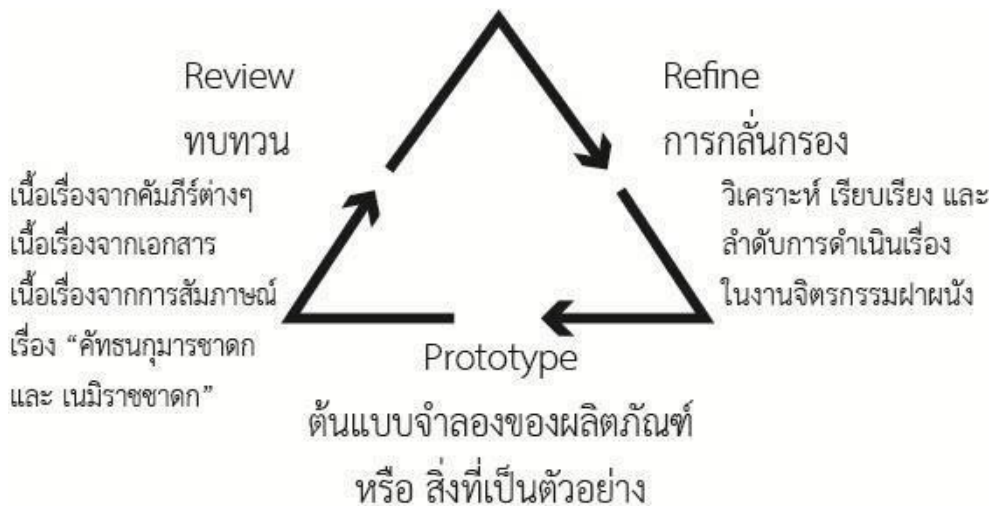 Review
ทบทวน
เนื้อเรื่องจากคัมภีร์ต่างๆ
เนื้อเรื่องจากเอกสาร
เนื้อเรื่องจากการสัมภาษณ์
เรื่อง “คัทธนกุมารชาดก
และ เนมิราชชาดก”
Refine
การกลั่นกรอง
วิเคราะห์ เรียบเรียง และ
ลำดับการดำเนินเรื่อง
ในงานจิตรกรรมฝาผนัง
Prototype
ต้นแบบจำลองของผลิตภัณฑ์
หรือ สิ่งที่เป็นตัวอย่าง